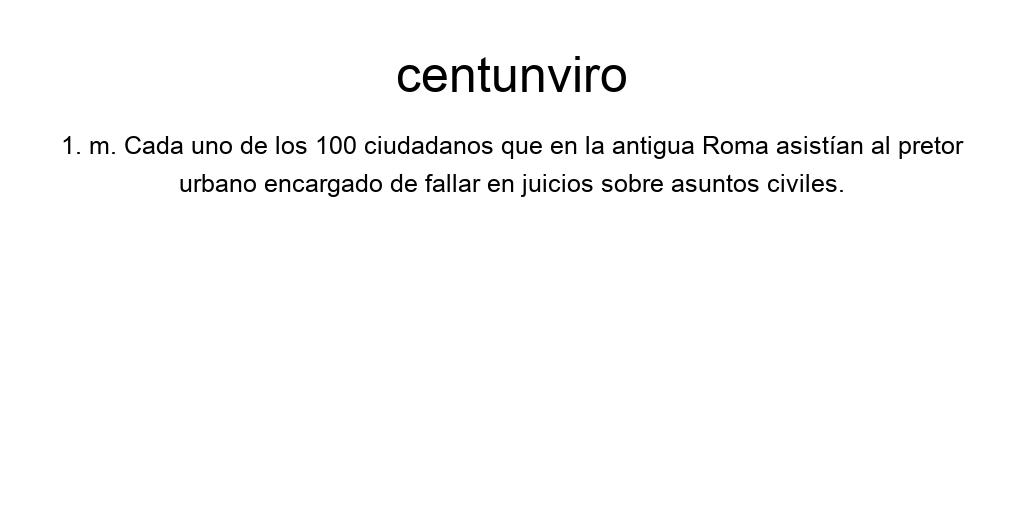 centunviro
1. m. Cada uno de los 100 ciudadanos que en la antigua Roma asistían al pretor
urbano encargado de fallar en juicios sobre asuntos civiles.